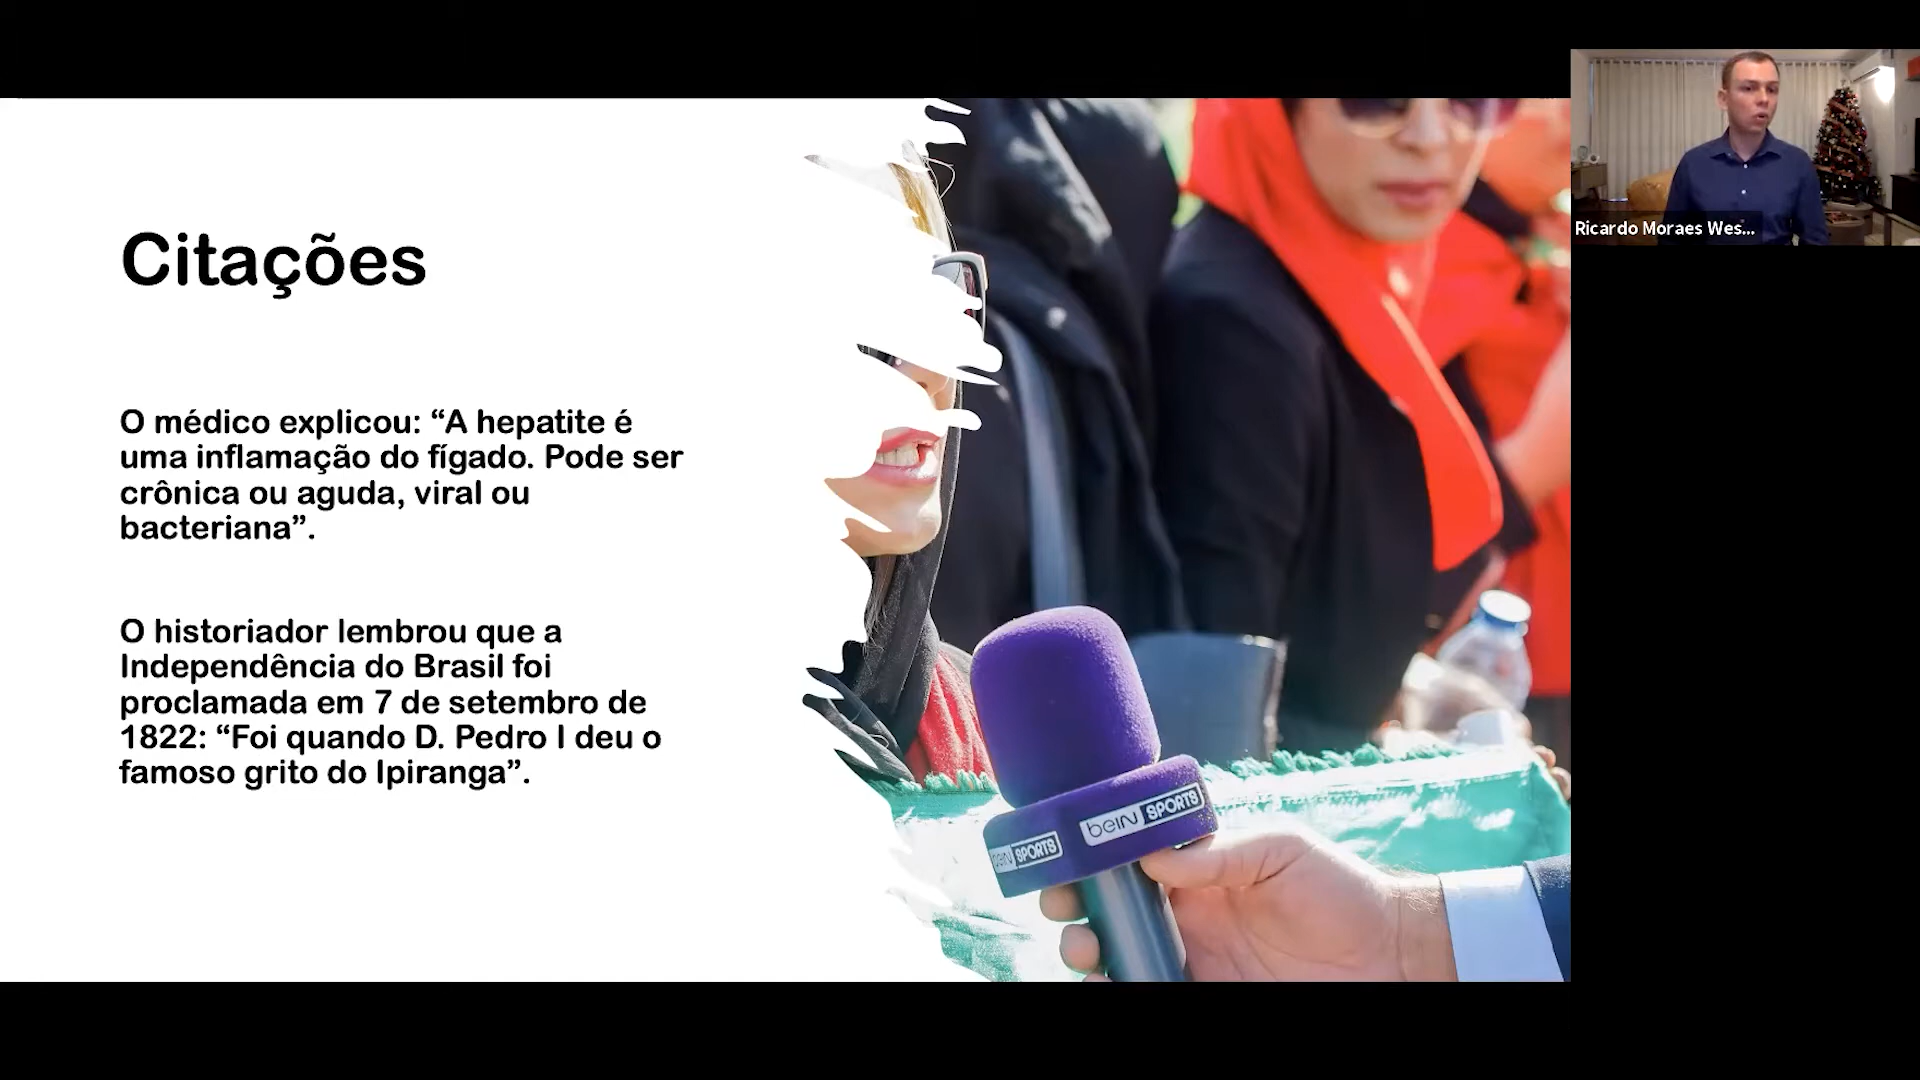 Citações
O médico explicou: “A hepatite é
uma inflamação do fígado. Pode ser
crônica ou aguda, viral ou
bacteriana”.
O historiador lembrou que a
Independência do Brasil foi
proclamada em 7 de setembro de
1822: “Foi quando D. Pedro I deu o
famoso grito do Ipiranga”.
Ricardo Moraes Wes...
beIN SPORTS
beIN SPORTS